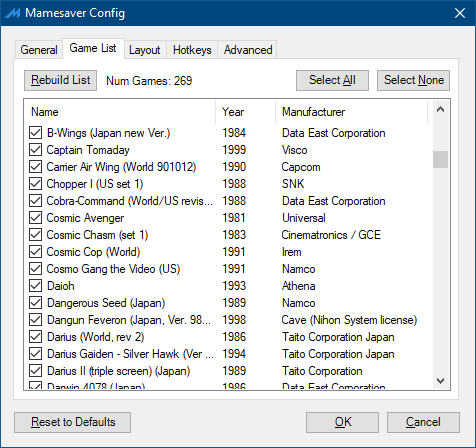 Mamesaver Config
General Game List Layout Hotkeys Advanced
Rebuild List Num Games: 269 Select All Select None
Name Year Manufacturer
B-Wings (Japan new Ver.) 1984 Data East Corporation
Captain Tomaday 1999 Visco
Carrier Air Wing (World 901012) 1990 Capcom
Chopper I (US set 1) 1988 SNK
Cobra-Command (World/US revis... 1988 Data East Corporation
Cosmic Avenger 1981 Universal
Cosmic Chasm (set 1) 1983 Cinematronics / GCE
Cosmic Cop (World) 1991 Irem
Cosmo Gang the Video (US) 1991 Namco
Daioh 1993 Athena
Dangerous Seed (Japan) 1989 Namco
Dangun Feveron (Japan, Ver. 98... 1998 Cave (Nihon System license)
Darius (World, rev 2) 1986 Taito Corporation Japan
Darius Gaiden - Silver Hawk (Ver ... 1994 Taito Corporation Japan
Darius II (triple screen) (Japan) 1989 Taito Corporation
Darwin 4078 (Japan) 1986 Data East Corporation
Reset to Defaults OK Cancel